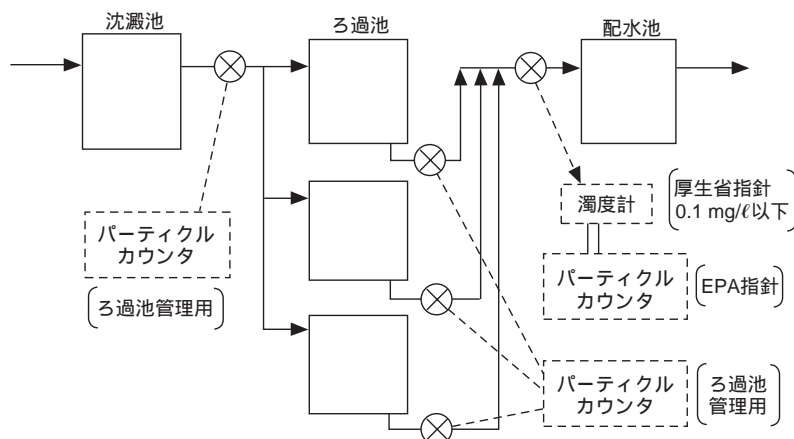 沈澱池
ろ過池
配水池
パーティクル
カウンタ
ろ過池管理用
濁度計
厚生省指針
0.1 mg/ℓ以下
パーティクル
カウンタ
EPA指針
パーティクル
カウンタ
ろ過池
管理用